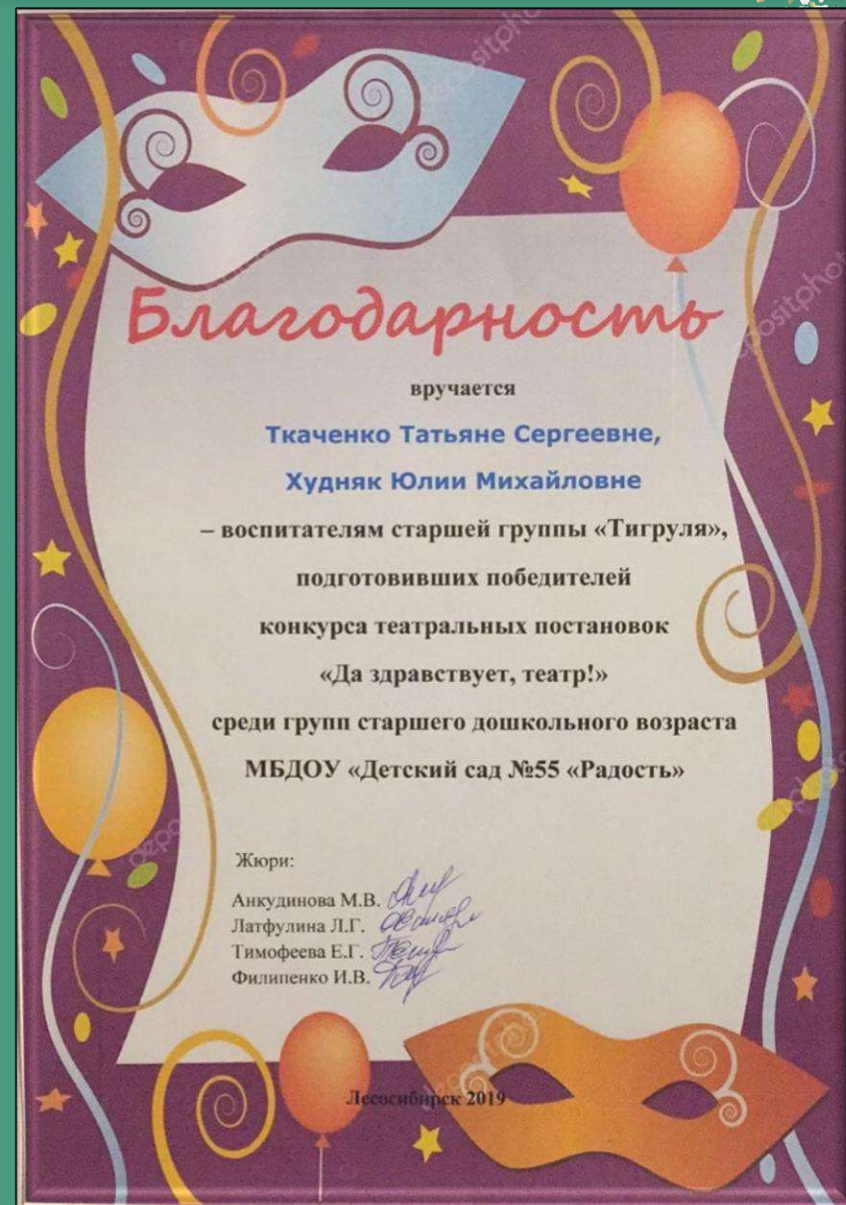 Благодарность
вручается
Ткаченко Татьяне Сергеевне,
Худняк Юлии Михайловне
– воспитателям старшей группы «Тигруля»,
подготовивших победителей
конкурса театральных постановок
«Да здравствует, театр!»
среди групп старшего дошкольного возраста
МБДОУ «Детский сад №55 «Радость»
Жюри:
Анкудинова М.В.
Латфулина Л.Г.
Тимофеева Е.Г.
Филипенко И.В.
Лесосибирск 2019